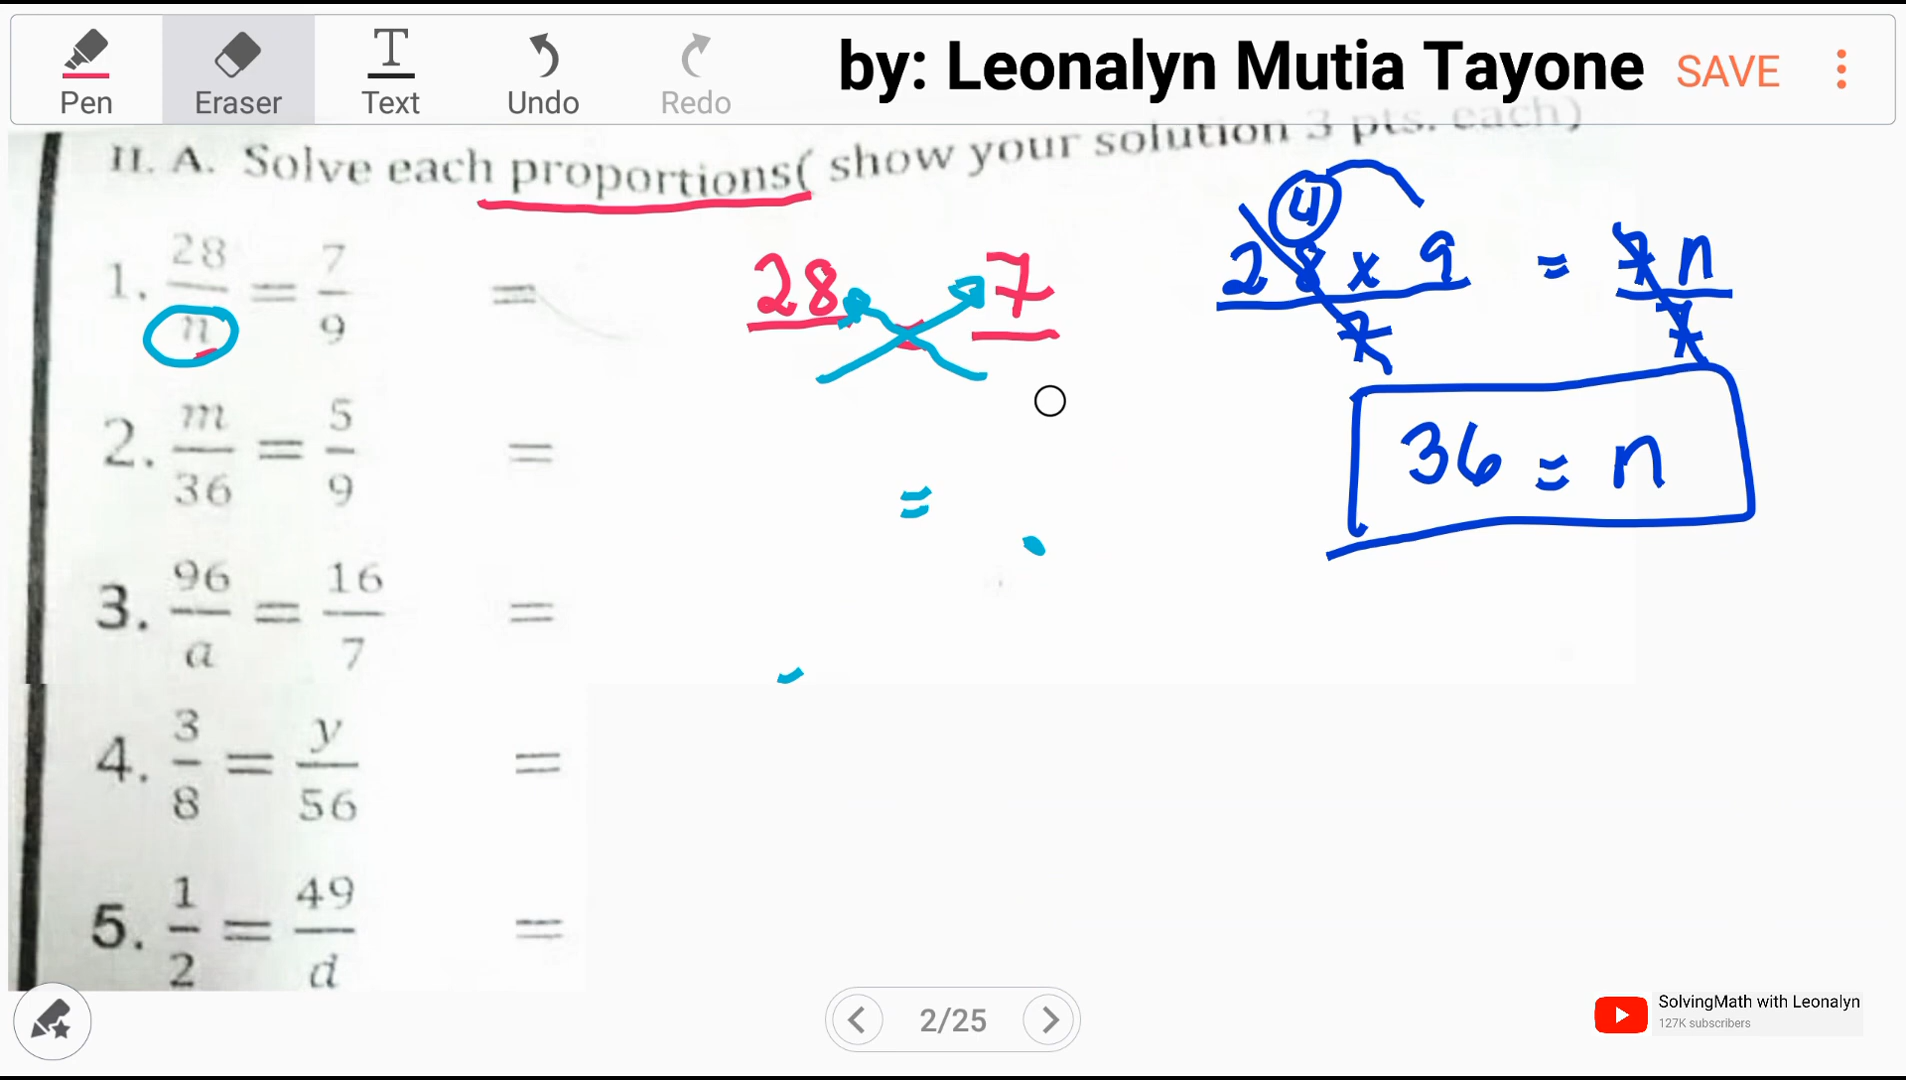 Pen
Eraser
Text
Undo
Redo
by: Leonalyn Mutia Tayone
SAVE
II. A. Solve each proportions( show your solution 3 pts. each)
1. 28/n = 7/9 =
2. m/36 = 5/9 =
3. 96/a = 16/7 =
4. 3/8 = y/56 =
5. 1/2 = 49/d =
28 7
=
4
28 x 9 = 7n
7 7
36 = n
2/25
SolvingMath with Leonalyn
127K subscribers